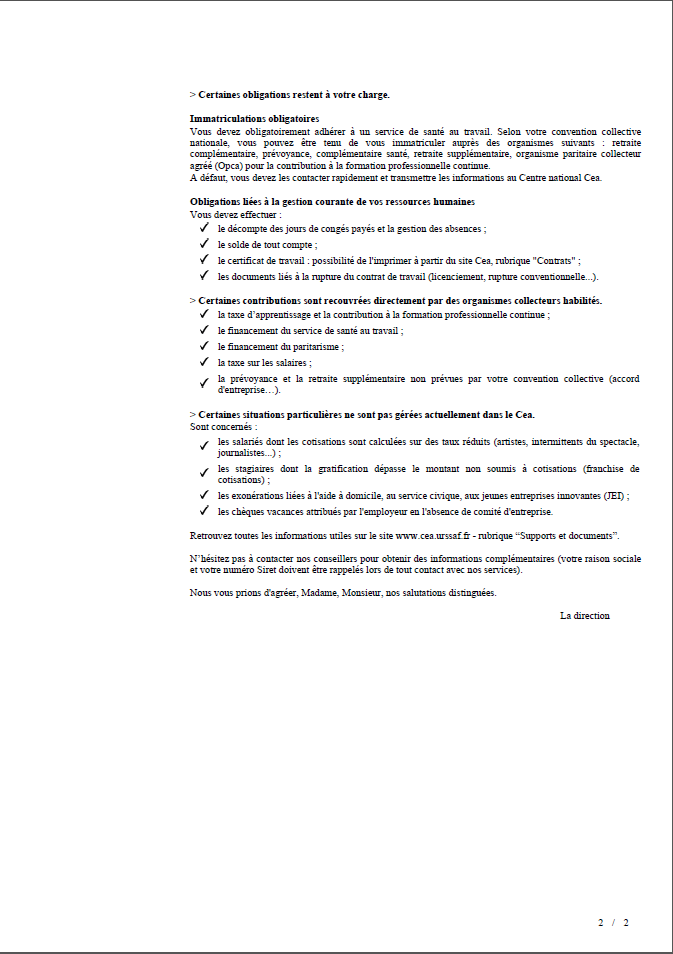 > Certaines obligations restent à votre charge.
Immatriculations obligatoires
Vous devez obligatoirement adhérer à un service de santé au travail. Selon votre convention collective
nationale, vous pouvez être tenu de vous immatriculer auprès des organismes suivants : retraite
complémentaire, prévoyance, complémentaire santé, retraite supplémentaire, organisme paritaire collecteur
agréé (Opca) pour la contribution à la formation professionnelle continue.
A défaut, vous devez les contacter rapidement et transmettre les informations au Centre national Cea.
Obligations liées à la gestion courante de vos ressources humaines
Vous devez effectuer :
✓ le décompte des jours de congés payés et la gestion des absences ;
✓ le solde de tout compte ;
✓ le certificat de travail : possibilité de l'imprimer à partir du site Cea, rubrique "Contrats" ;
✓ les documents liés à la rupture du contrat de travail (licenciement, rupture conventionnelle...).
> Certaines contributions sont recouvrées directement par des organismes collecteurs habilités.
✓ la taxe d’apprentissage et la contribution à la formation professionnelle continue ;
✓ le financement du service de santé au travail ;
✓ le financement du paritarisme ;
✓ la taxe sur les salaires ;
✓ la prévoyance et la retraite supplémentaire non prévues par votre convention collective (accord
d'entreprise…).
> Certaines situations particulières ne sont pas gérées actuellement dans le Cea.
Sont concernés :
✓ les salariés dont les cotisations sont calculées sur des taux réduits (artistes, intermittents du spectacle,
journalistes...) ;
✓ les stagiaires dont la gratification dépasse le montant non soumis à cotisations (franchise de
cotisations) ;
✓ les exonérations liées à l'aide à domicile, au service civique, aux jeunes entreprises innovantes (JEI) ;
✓ les chèques vacances attribués par l'employeur en l'absence de comité d'entreprise.
Retrouvez toutes les informations utiles sur le site www.cea.urssaf.fr - rubrique “Supports et documents”.
N’hésitez pas à contacter nos conseillers pour obtenir des informations complémentaires (votre raison sociale
et votre numéro Siret doivent être rappelés lors de tout contact avec nos services).
Nous vous prions d'agréer, Madame, Monsieur, nos salutations distinguées.
La direction
2 / 2